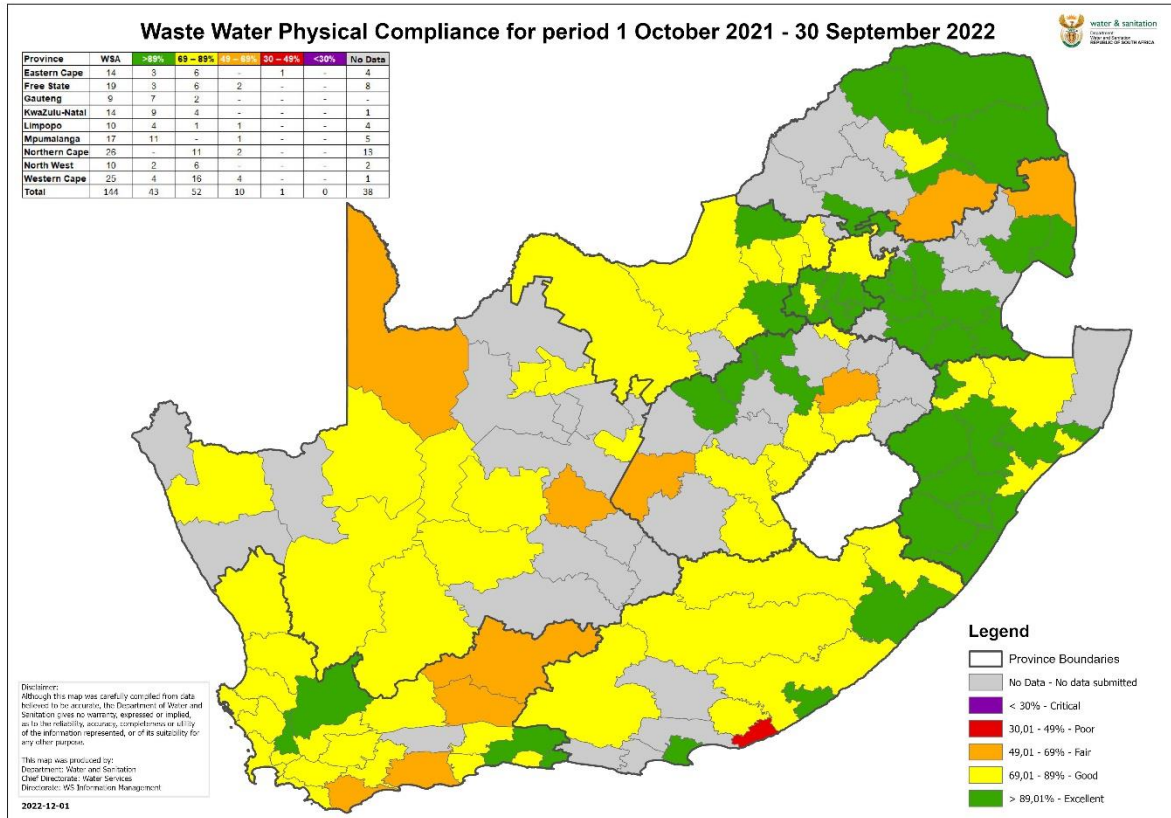 Waste Water Physical Compliance for period 1 October 2021 - 30 September 2022
water & sanitation
Department:
Water and Sanitation
REPUBLIC OF SOUTH AFRICA
Province WSA >89% 69 – 89% 49 – 69% 30 – 49% <30% No Data
Eastern Cape 14 3 6 - 1 - 4
Free State 19 3 6 2 - - 8
Gauteng 9 7 2 - - - -
KwaZulu-Natal 14 9 4 - - - 1
Limpopo 10 4 1 1 - - 4
Mpumalanga 17 11 - 1 - - 5
Northern Cape 26 - 11 2 - - 13
North West 10 2 6 - - - 2
Western Cape 25 4 16 4 - - 1
Total 144 43 52 10 1 0 38
Legend
Province Boundaries
No Data - No data submitted
< 30% - Critical
30,01 - 49% - Poor
49,01 - 69% - Fair
69,01 - 89% - Good
> 89,01% - Excellent
Disclaimer:
Although this map was carefully compiled from data
believed to be accurate, the Department of Water and
Sanitation gives no warranty, expressed or implied,
as to the reliability, accuracy, completeness or utility
of the information represented, or of its suitability for
any other purpose.
This map was produced by:
Department: Water and Sanitation
Chief Directorate: Water Services
Directorate: WS Information Management
2022-12-01